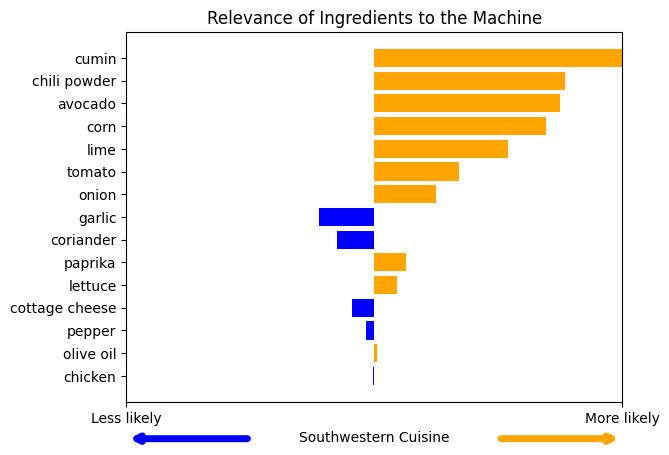 Relevance of Ingredients to the Machine
cumin
chili powder
avocado
corn
lime
tomato
onion
garlic
coriander
paprika
lettuce
cottage cheese
pepper
olive oil
chicken
Less likely
More likely
Southwestern Cuisine